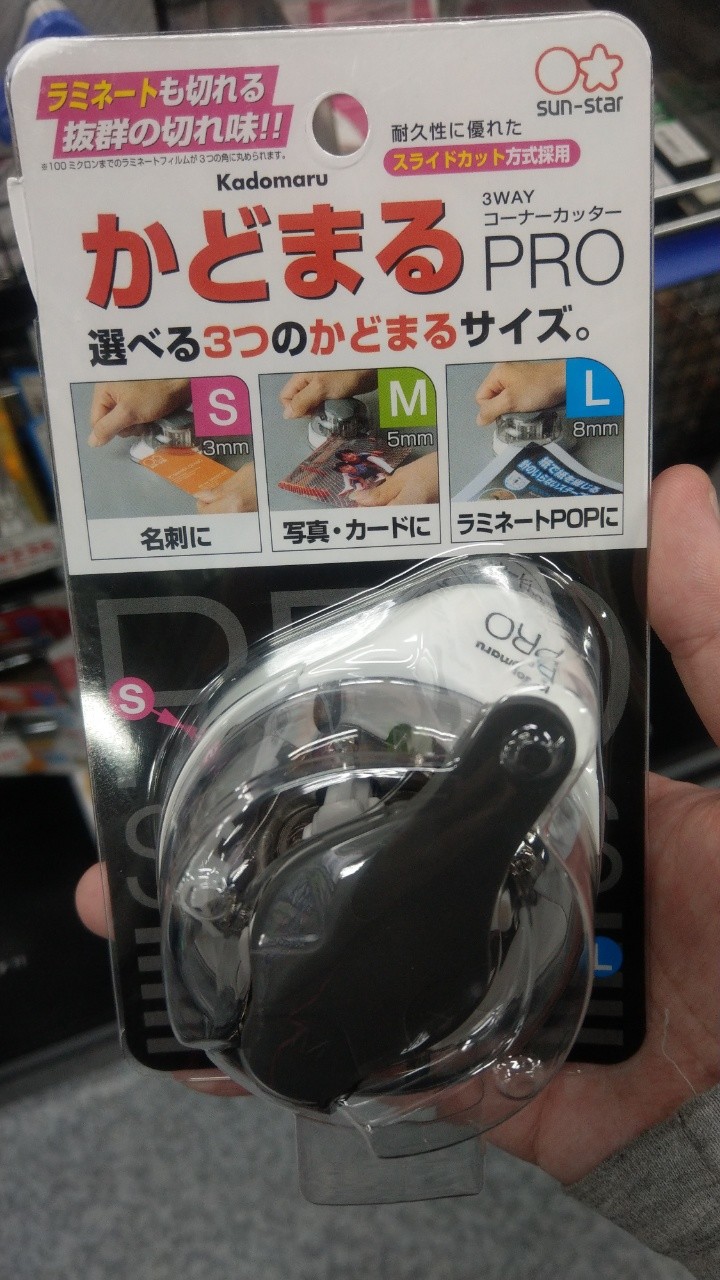 ラミネートも切れる
抜群の切れ味!!
※100ミクロンまでのラミネートフィルムが3つの角に丸められます。
sun-star
耐久性に優れた
スライドカット方式採用
Kadomaru
かどまる
3WAY
コーナーカッター
PRO
選べる3つのかどまるサイズ。
S
3mm
M
5mm
L
8mm
名刺に
写真・カードに
ラミネートPOPに
PRO
Kadomaru
PRO
S
L